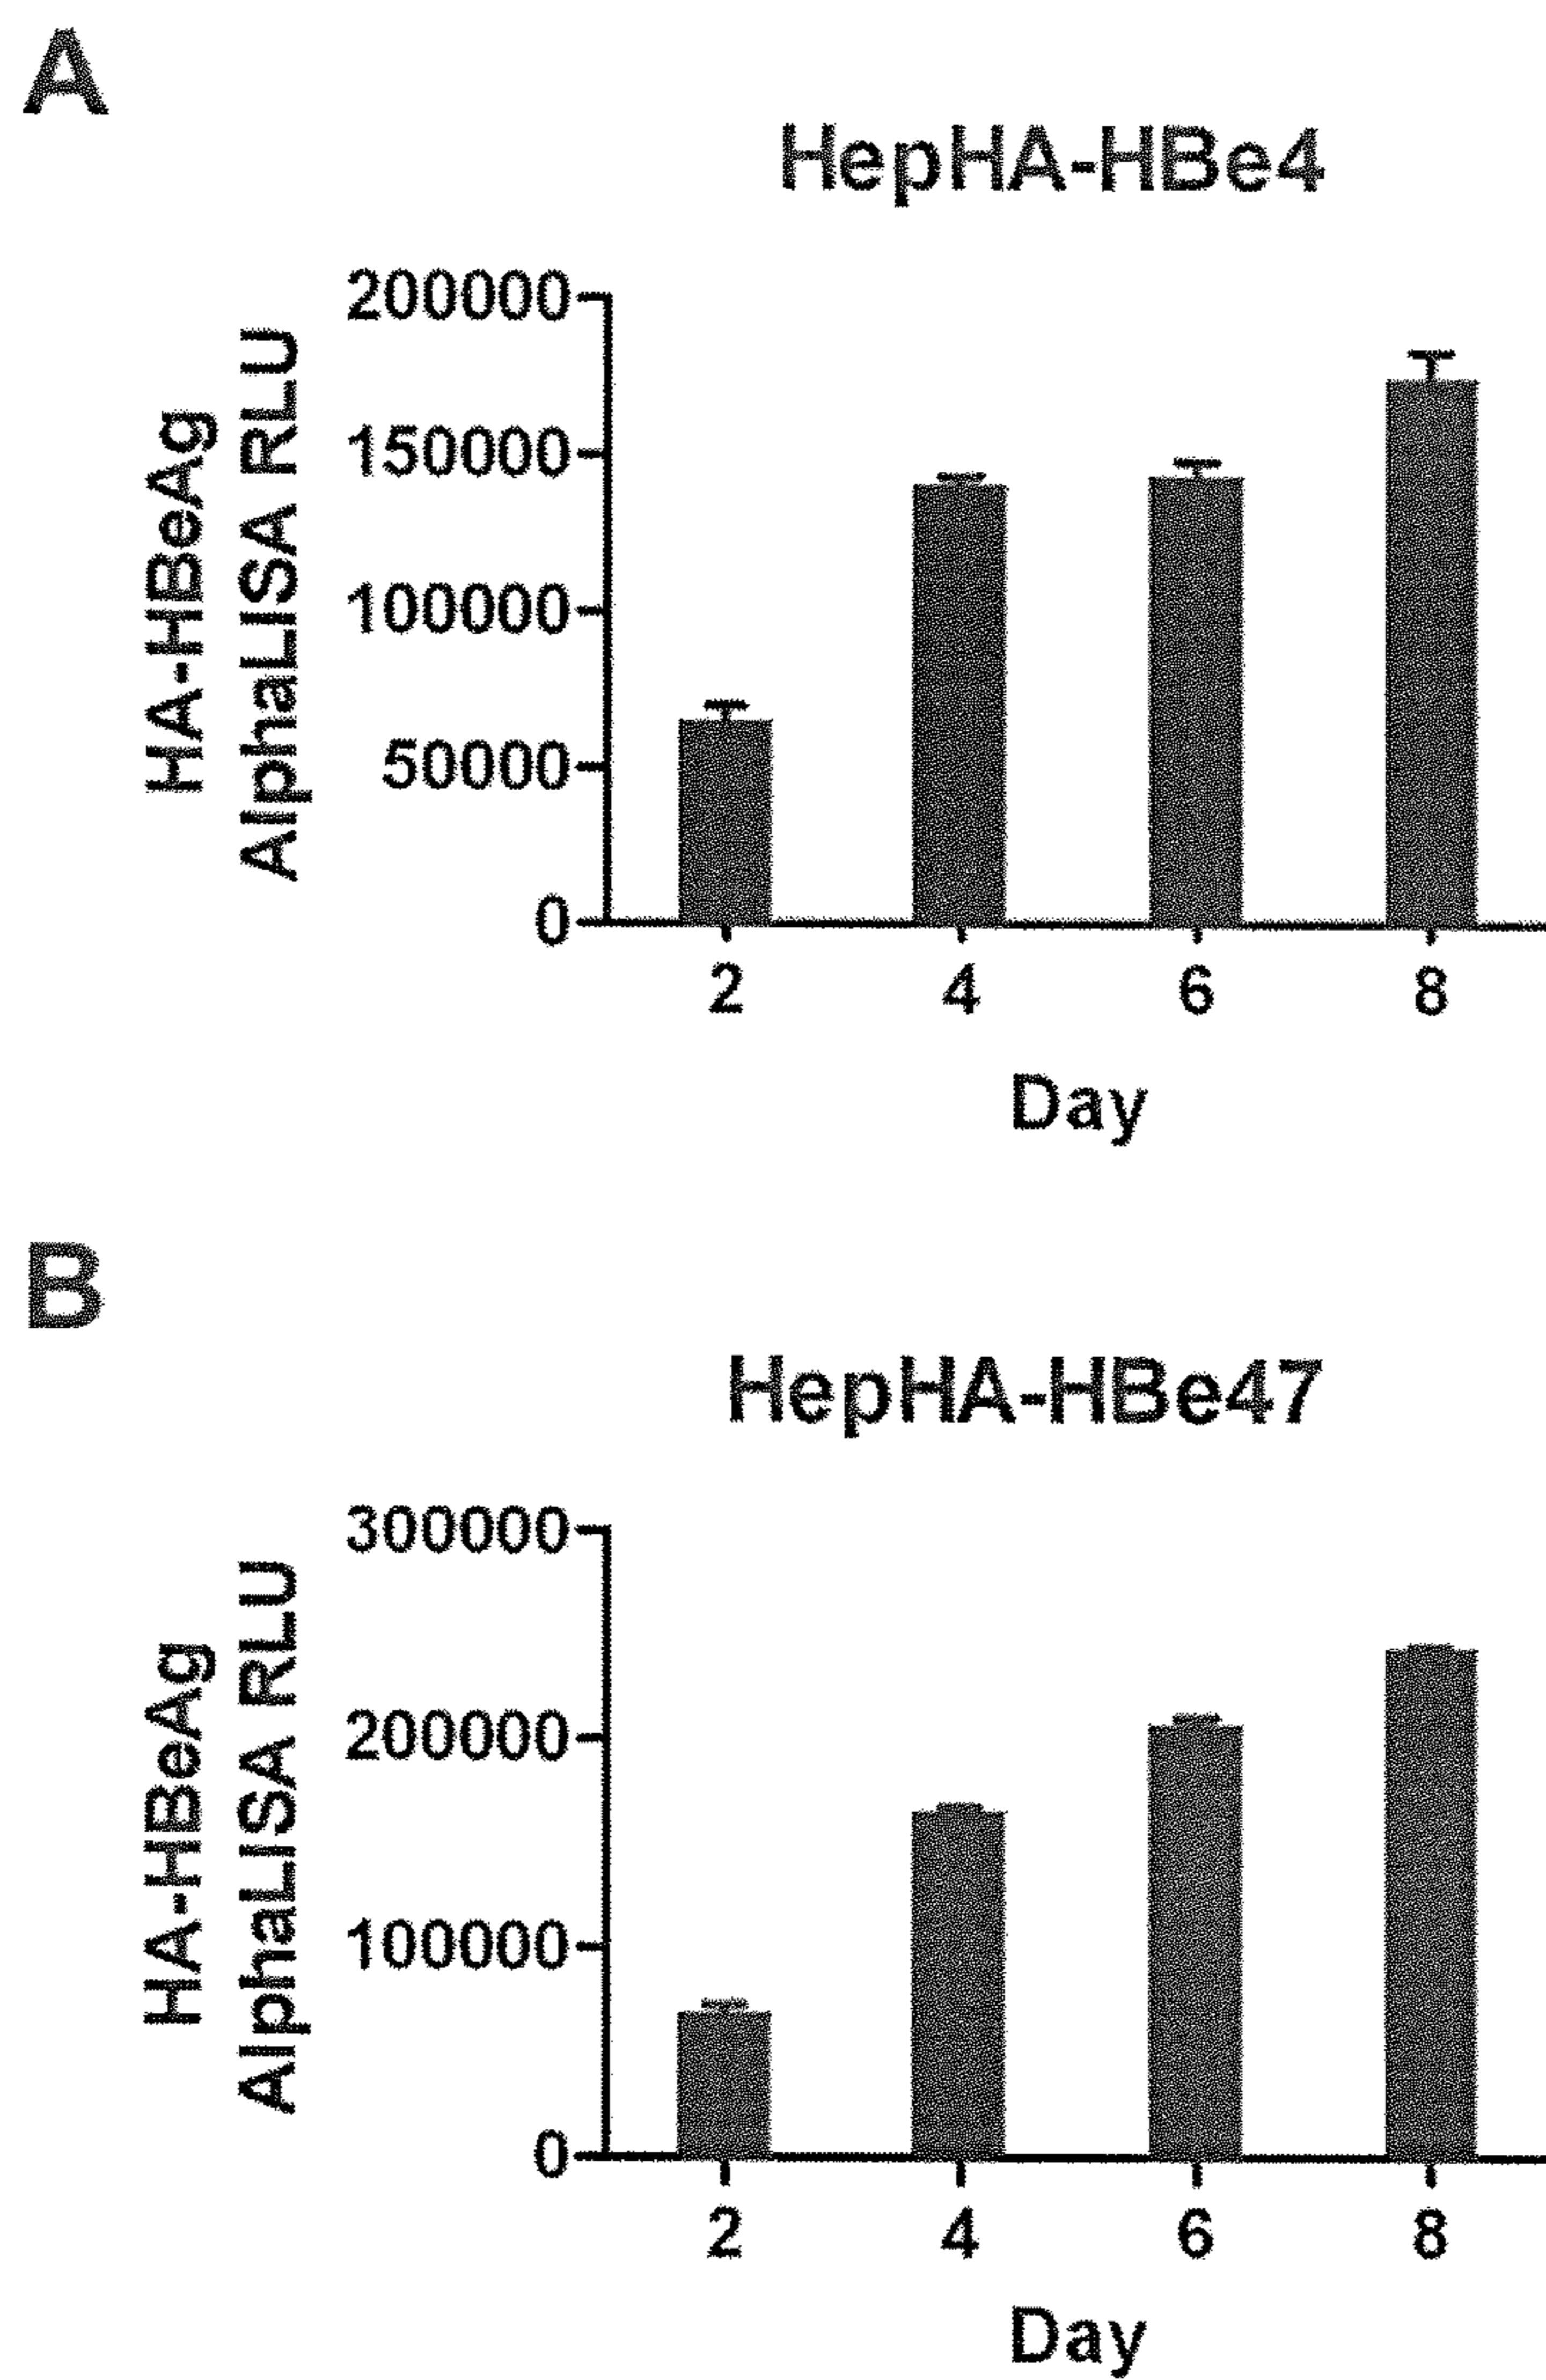 A
HepHA-HBe4
HA-HBeAg
AlphaLISA RLU
200000
150000
100000
50000
0
2 4 6 8
Day
B
HepHA-HBe47
HA-HBeAg
AlphaLISA RLU
300000
200000
100000
0
2 4 6 8
Day